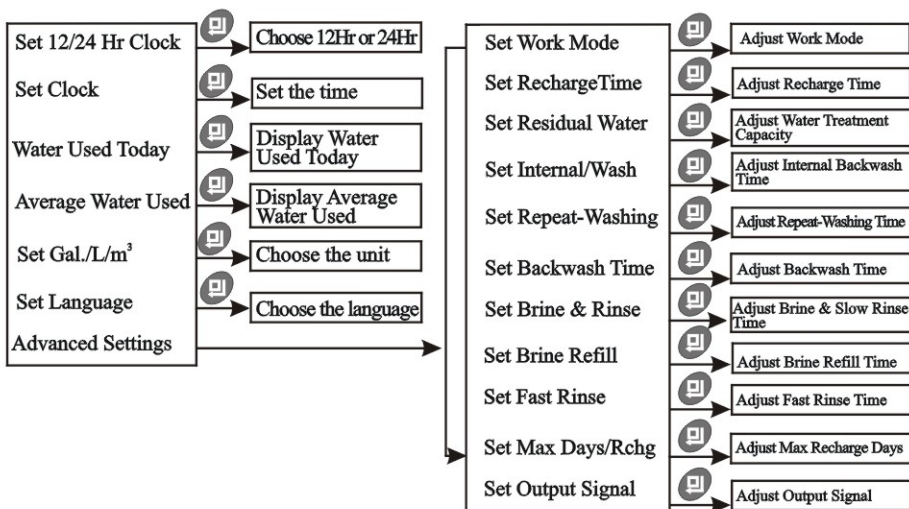 Set 12/24 Hr Clock
Choose 12Hr or 24Hr
Set Clock
Set the time
Water Used Today
Display Water
Used Today
Average Water Used
Display Average
Water Used
Set Gal./L/m³
Choose the unit
Set Language
Choose the language
Advanced Settings
Set Work Mode
Adjust Work Mode
Set RechargeTime
Adjust Recharge Time
Set Residual Water
Adjust Water Treatment
Capacity
Set Internal/Wash
Adjust Internal Backwash
Time
Set Repeat-Washing
Adjust Repeat-Washing Time
Set Backwash Time
Adjust Backwash Time
Set Brine & Rinse
Adjust Brine & Slow Rinse
Time
Set Brine Refill
Adjust Brine Refill Time
Set Fast Rinse
Adjust Fast Rinse Time
Set Max Days/Rchg
Adjust Max Recharge Days
Set Output Signal
Adjust Output Signal